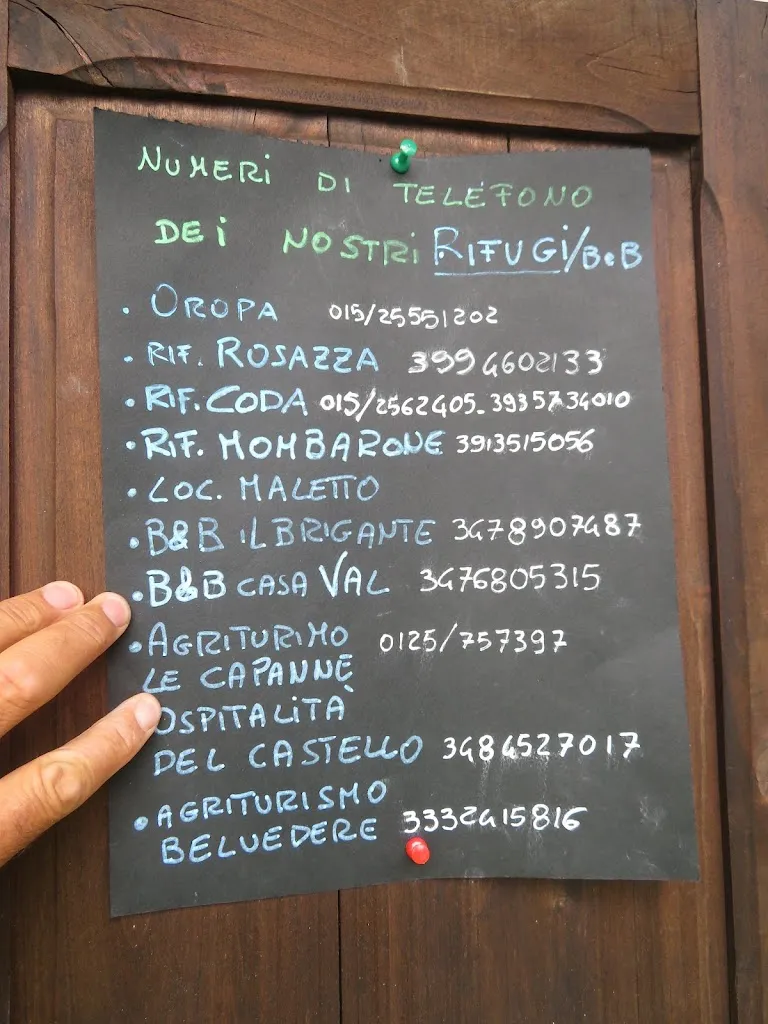 NUMERi DI TELEFONO
DEi NOSTRi RIFUGi/BeB
• OROPA 015/25551202
• RIF. ROSAZZA 3994602133
• RIF. CODA 015/2562405_3935734010
• RIF. MOMBARONE 3913515056
• LOC. MALETTO
• B&B iL BRIGANTE 3478907487
• B&B CASA VAL 3476805315
• AGRITURIMO 0125/757397
LE CAPANNE
OSPITALiTÀ
DEL CASTELLO 3484527017
• AGRITURISMO
BELVEDERE 3332415816